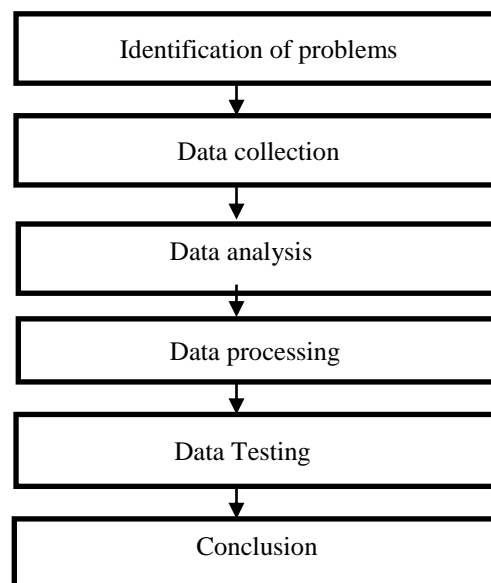 Identification of problems
Data collection
Data analysis
Data processing
Data Testing
Conclusion